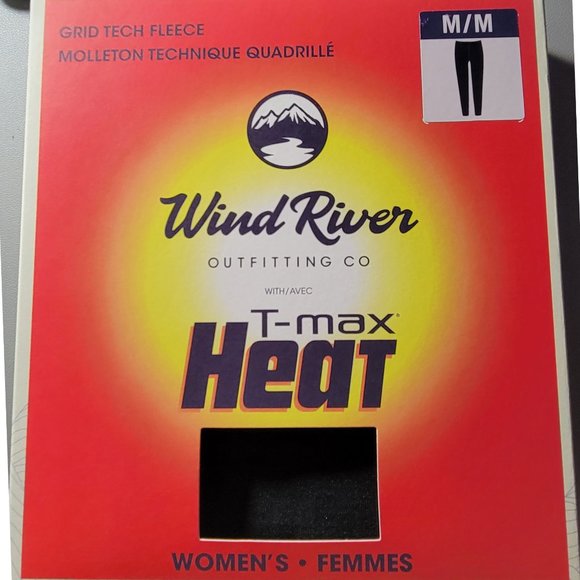 GRID TECH FLEECE
MOLLETON TECHNIQUE QUADRILLÉ
M/M
Wind River
OUTFITTING CO
WITH/AVEC
T-max®
Heat
WOMEN'S • FEMMES